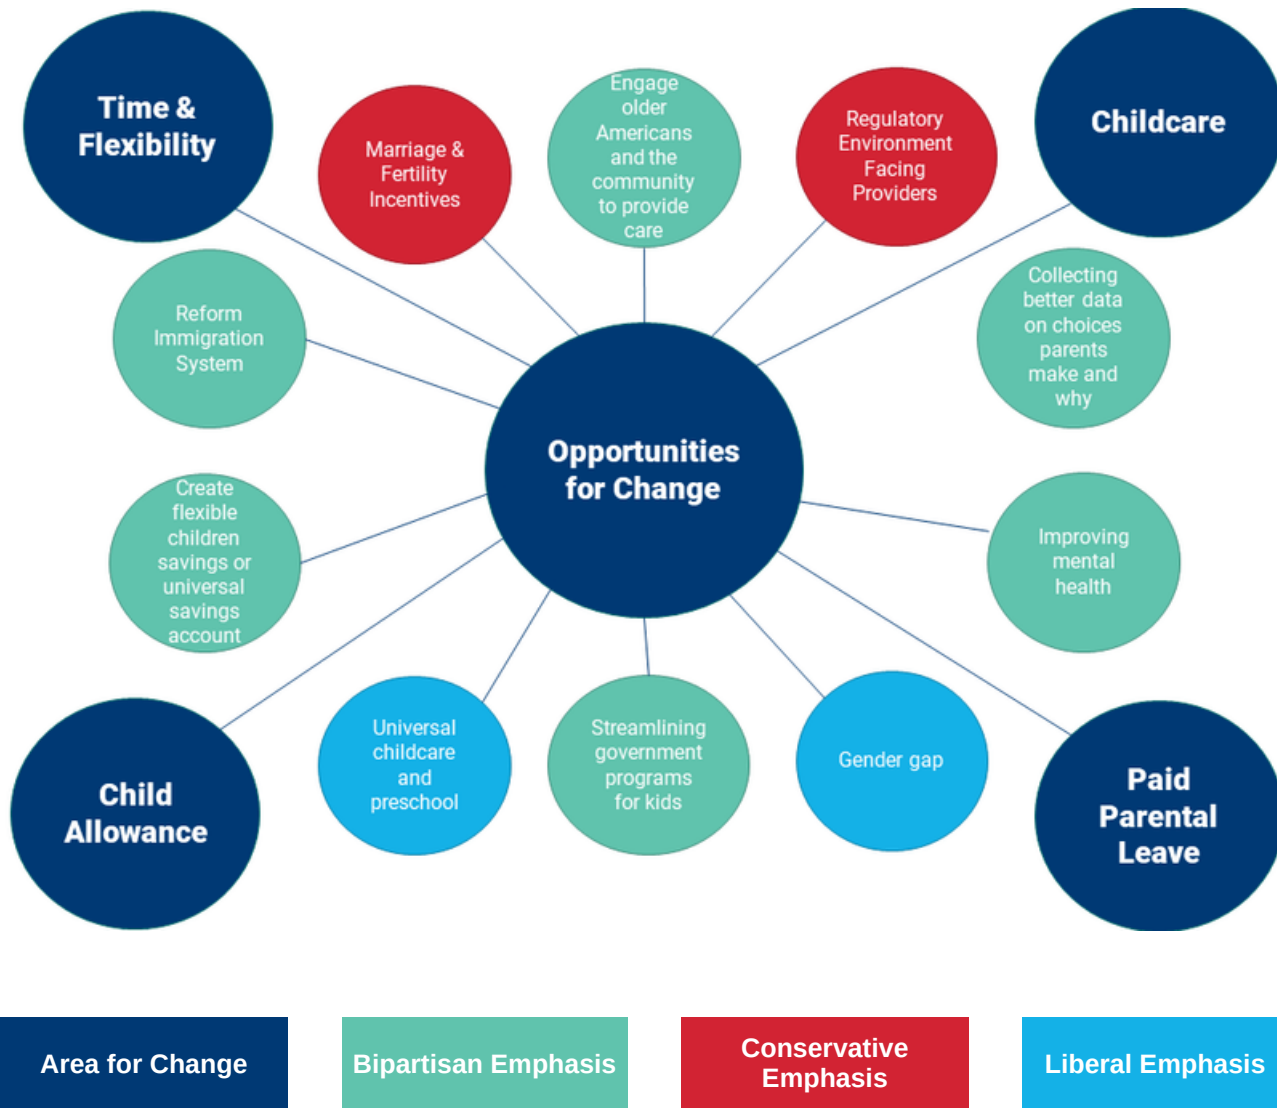 Time &
Flexibility
Marriage &
Fertility
Incentives
Engage
older
Americans
and the
community
to provide
care
Regulatory
Environment
Facing
Providers
Childcare
Reform
Immigration
System
Collecting
better data
on choices
parents
make and
why
Opportunities
for Change
Create
flexible
children
savings or
universal
savings
account
Improving
mental
health
Child
Allowance
Universal
childcare
and
preschool
Streamlining
government
programs
for kids
Gender gap
Paid
Parental
Leave
Area for Change
Bipartisan Emphasis
Conservative
Emphasis
Liberal Emphasis